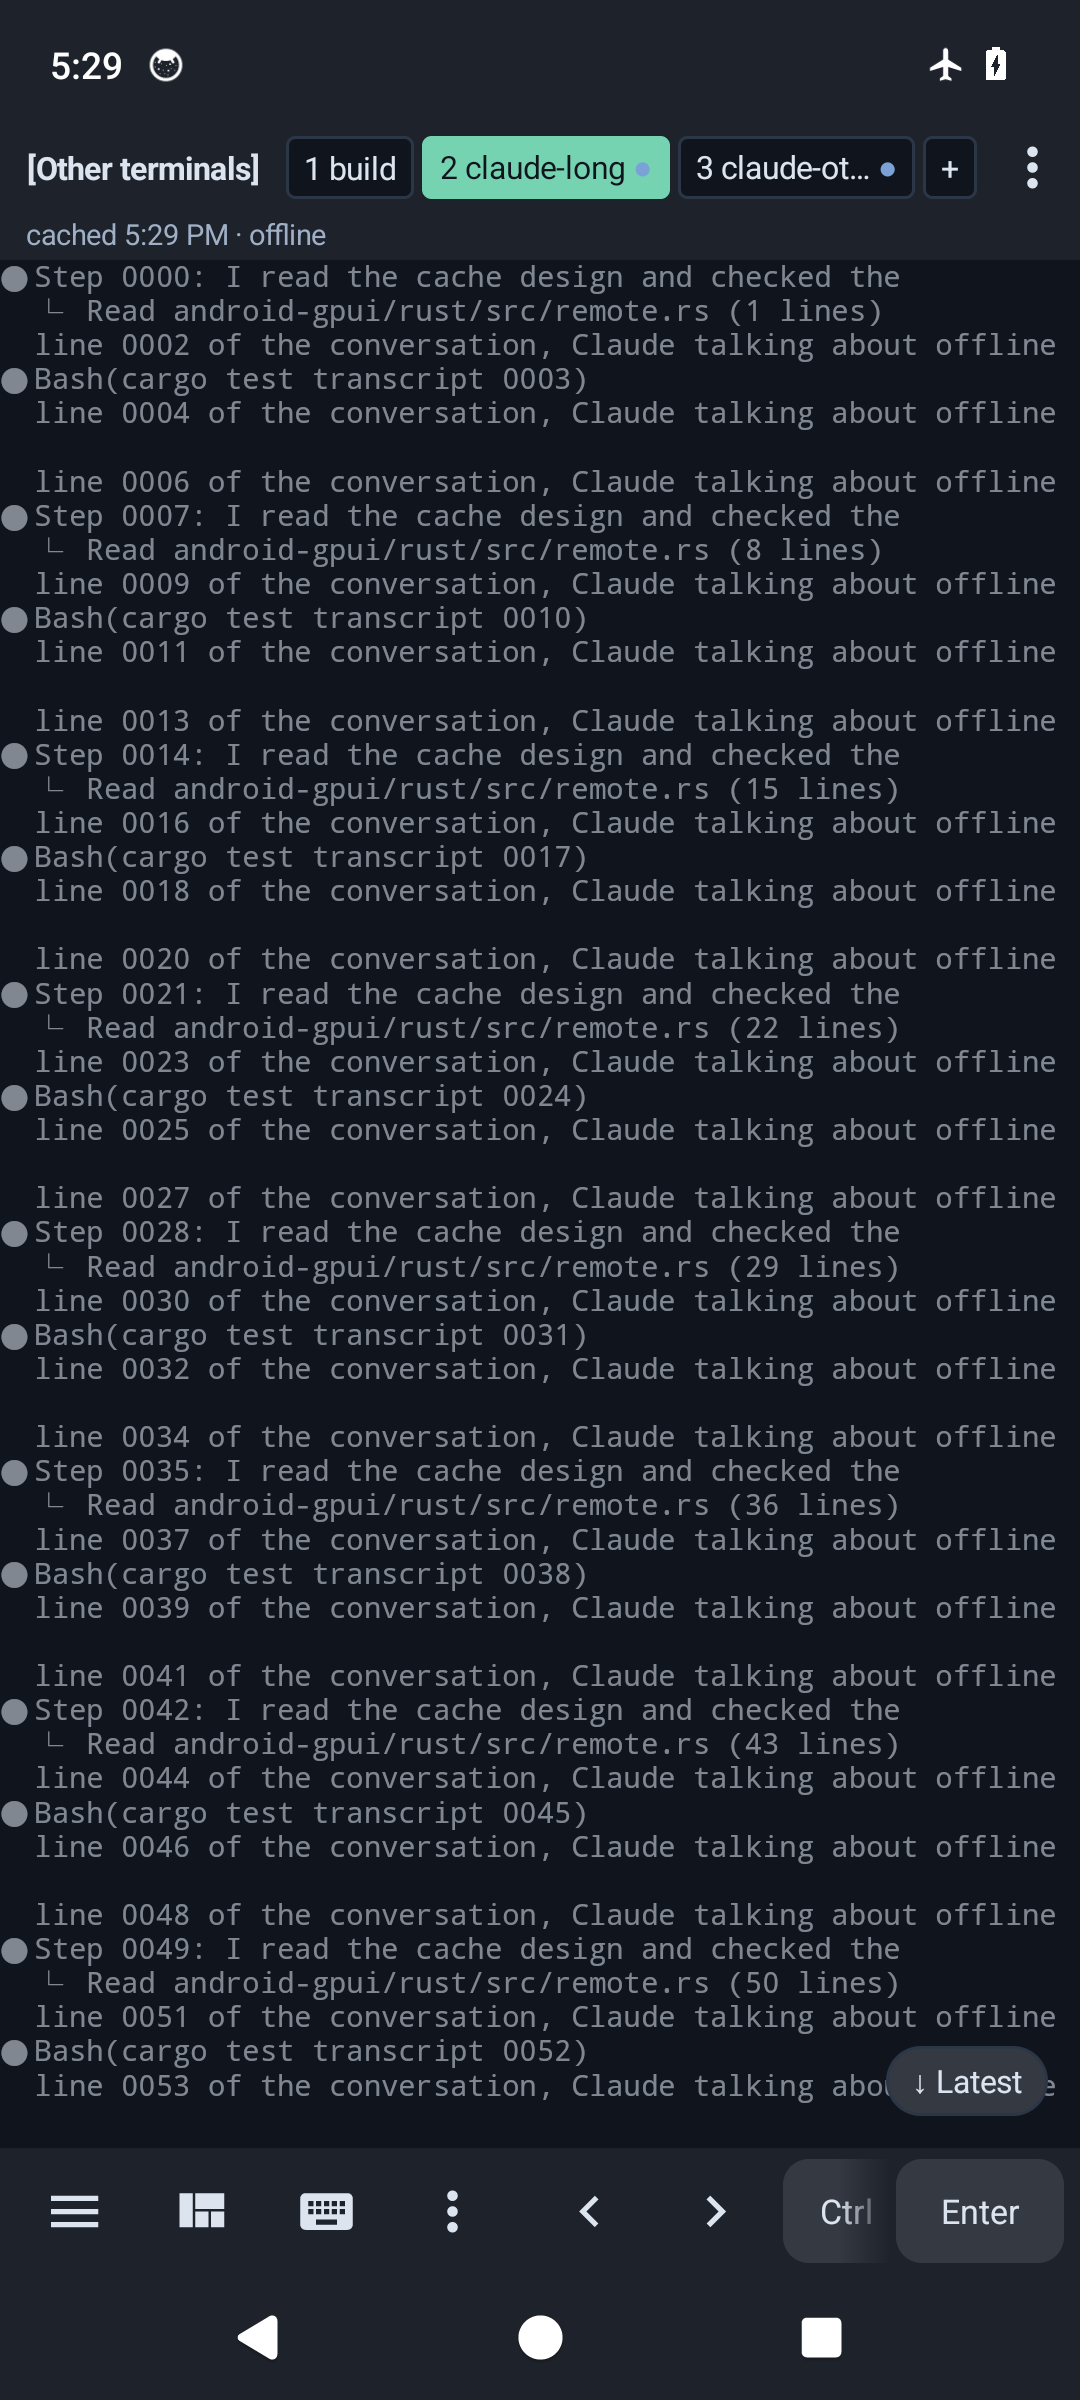 5:29
[Other terminals] 1 build 2 claude-long 3 claude-ot... +
cached 5:29 PM · offline
Step 0000: I read the cache design and checked the
└ Read android-gpui/rust/src/remote.rs (1 lines)
line 0002 of the conversation, Claude talking about offline
Bash(cargo test transcript 0003)
line 0004 of the conversation, Claude talking about offline
line 0006 of the conversation, Claude talking about offline
Step 0007: I read the cache design and checked the
└ Read android-gpui/rust/src/remote.rs (8 lines)
line 0009 of the conversation, Claude talking about offline
Bash(cargo test transcript 0010)
line 0011 of the conversation, Claude talking about offline
line 0013 of the conversation, Claude talking about offline
Step 0014: I read the cache design and checked the
└ Read android-gpui/rust/src/remote.rs (15 lines)
line 0016 of the conversation, Claude talking about offline
Bash(cargo test transcript 0017)
line 0018 of the conversation, Claude talking about offline
line 0020 of the conversation, Claude talking about offline
Step 0021: I read the cache design and checked the
└ Read android-gpui/rust/src/remote.rs (22 lines)
line 0023 of the conversation, Claude talking about offline
Bash(cargo test transcript 0024)
line 0025 of the conversation, Claude talking about offline
line 0027 of the conversation, Claude talking about offline
Step 0028: I read the cache design and checked the
└ Read android-gpui/rust/src/remote.rs (29 lines)
line 0030 of the conversation, Claude talking about offline
Bash(cargo test transcript 0031)
line 0032 of the conversation, Claude talking about offline
line 0034 of the conversation, Claude talking about offline
Step 0035: I read the cache design and checked the
└ Read android-gpui/rust/src/remote.rs (36 lines)
line 0037 of the conversation, Claude talking about offline
Bash(cargo test transcript 0038)
line 0039 of the conversation, Claude talking about offline
line 0041 of the conversation, Claude talking about offline
Step 0042: I read the cache design and checked the
└ Read android-gpui/rust/src/remote.rs (43 lines)
line 0044 of the conversation, Claude talking about offline
Bash(cargo test transcript 0045)
line 0046 of the conversation, Claude talking about offline
line 0048 of the conversation, Claude talking about offline
Step 0049: I read the cache design and checked the
└ Read android-gpui/rust/src/remote.rs (50 lines)
line 0051 of the conversation, Claude talking about offline
Bash(cargo test transcript 0052)
line 0053 of the conversation, Claude talking
↓ Latest
Ctrl Enter